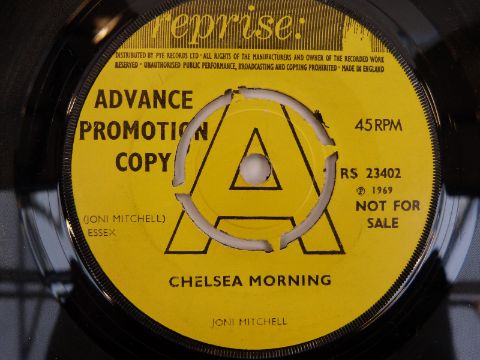 reprise:
DISTRIBUTED BY PYE RECORDS LTD · ALL RIGHTS OF THE MANUFACTURERS AND OWNER OF THE RECORDED WORK
RESERVED · UNAUTHORISED PUBLIC PERFORMANCE, BROADCASTING AND COPYING PROHIBITED · MADE IN ENGLAND
ADVANCE
PROMOTION
COPY
A
45 RPM
RS 23402
℗ 1969
NOT FOR
SALE
(JONI MITCHELL)
ESSEX
CHELSEA MORNING
JONI MITCHELL